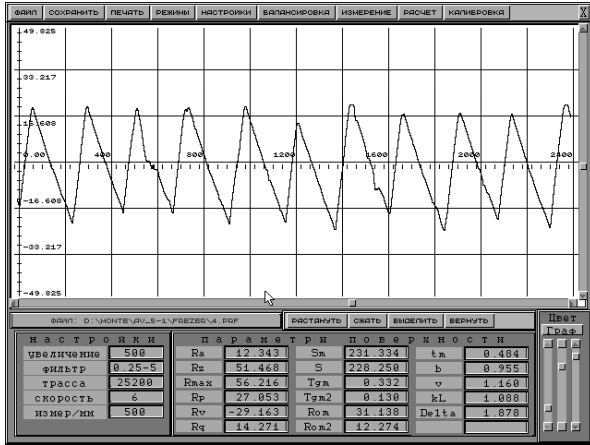 ФАИЛ СОХРАНИТЬ ПЕЧАТЬ РЕЖИМЫ НАСТРОЙКИ БАЛАНСИРОВКА ИЗМЕРЕНИЕ РАСЧЕТ КАЛИБРОВКА X
49.825
33.217
16.608
0.00 400 800 1200 1600 2000 2400
-16.608
-33.217
-49.825
ФАИЛ: D:\MONTE\AV_5-1\FREZER\4.PRF РАСТЯНУТЬ СЖАТЬ ВЫДЕЛИТЬ ВЕРНУТЬ Цвет
Граф
настройки параметры поверхности
увеличение 500 Ra 12.343 Sm 231.334 tm 0.484
фильтр 0.25-5 Rz 51.468 S 228.250 b 0.955
трасса 25200 Rmax 56.216 Tgm 0.332 v 1.160
скорость 6 Rp 27.053 Tgm2 0.130 kL 1.088
измер/мм 500 Rv -29.163 Rom 31.138 Delta 1.878
Rq 14.271 Rom2 12.274